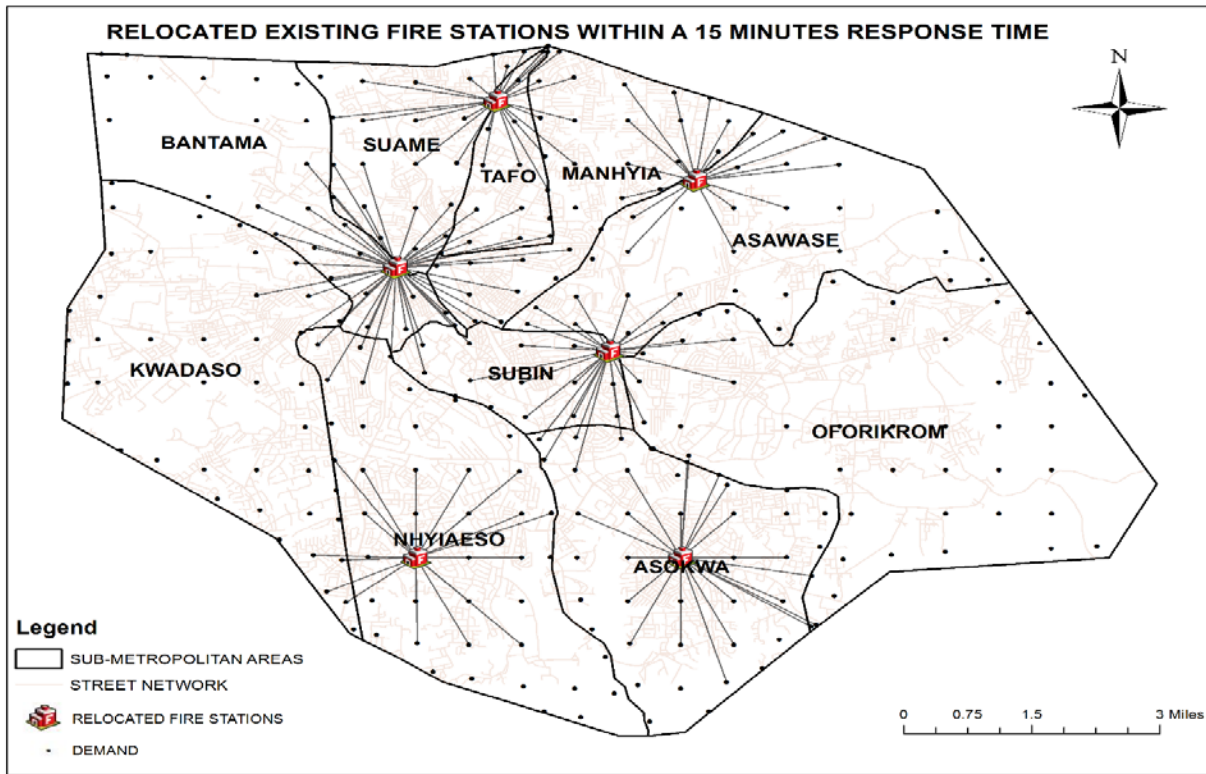 RELOCATED EXISTING FIRE STATIONS WITHIN A 15 MINUTES RESPONSE TIME
N
BANTAMA
SUAME
TAFO
MANHYIA
ASAWASE
KWADASO
SUBIN
OFORIKROM
NHYIAESO
ASOKWA
Legend
SUB-METROPOLITAN AREAS
STREET NETWORK
RELOCATED FIRE STATIONS
DEMAND
0 0.75 1.5 3 Miles